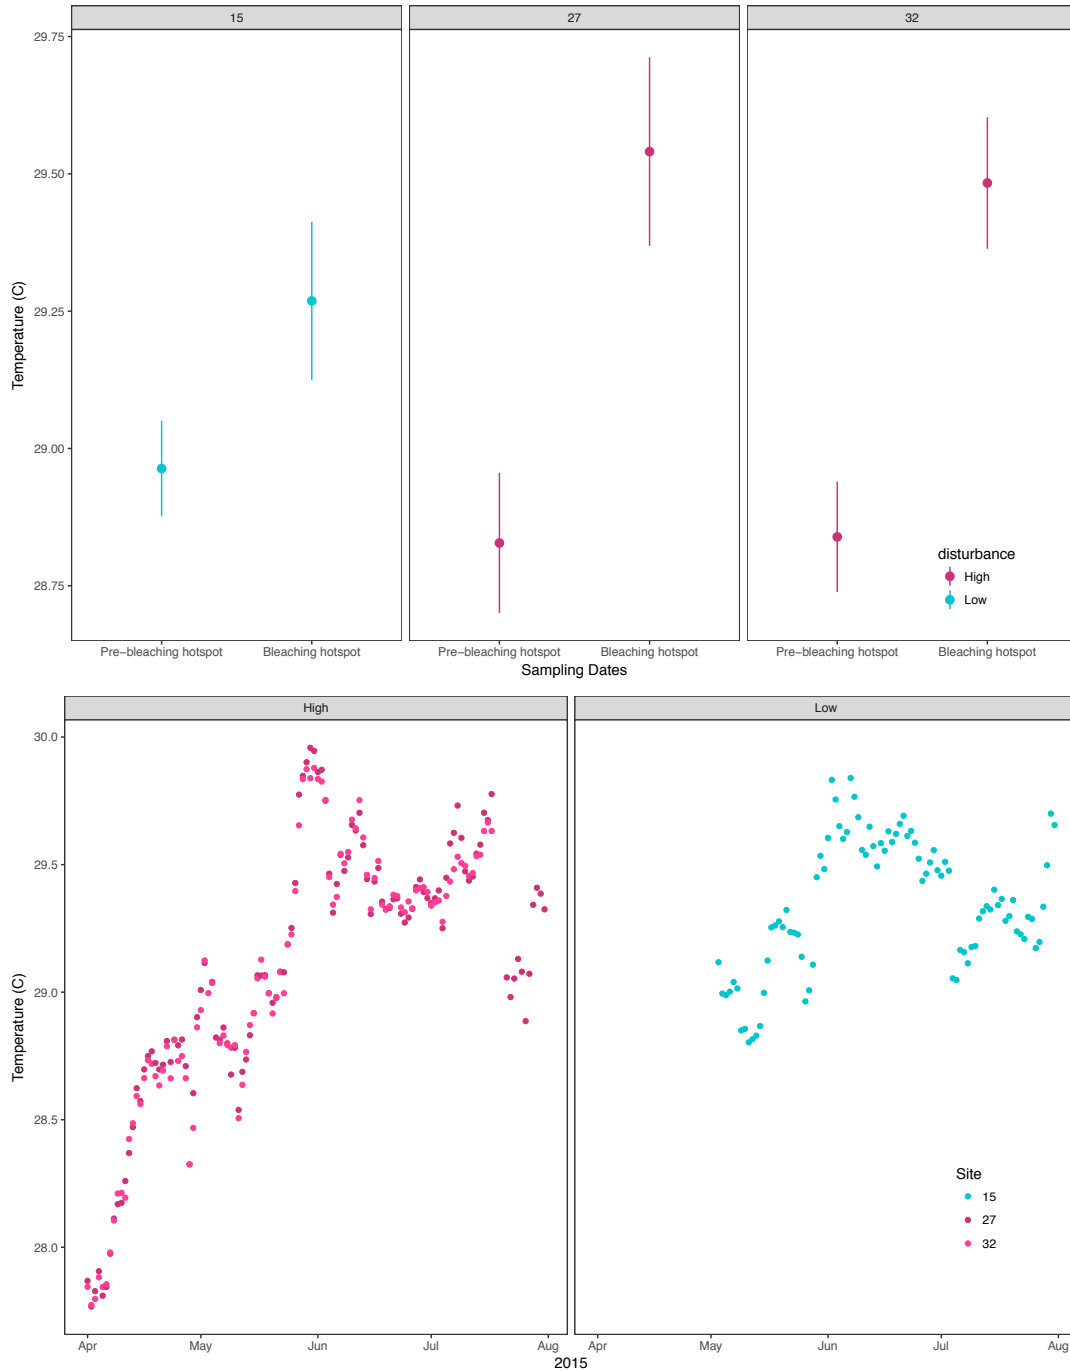 15 27 32
29.75
29.50
29.25
29.00
28.75
Temperature (C)
disturbance
High
Low
Pre−bleaching hotspot Bleaching hotspot Pre−bleaching hotspot Bleaching hotspot Pre−bleaching hotspot Bleaching hotspot
Sampling Dates
High Low
30.0
29.5
29.0
28.5
28.0
Temperature (C)
Site
15
27
32
Apr May Jun Jul Aug Apr May Jun Jul Aug
2015